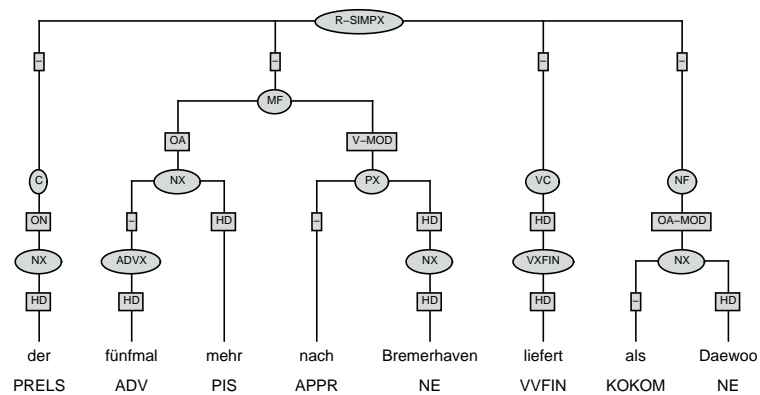 R−SIMPX
− − − −
MF
OA V−MOD
C NX PX VC NF
ON − HD − HD HD OA−MOD
NX ADVX NX VXFIN NX
HD HD HD HD − HD
der fünfmal mehr nach Bremerhaven liefert als Daewoo
PRELS ADV PIS APPR NE VVFIN KOKOM NE